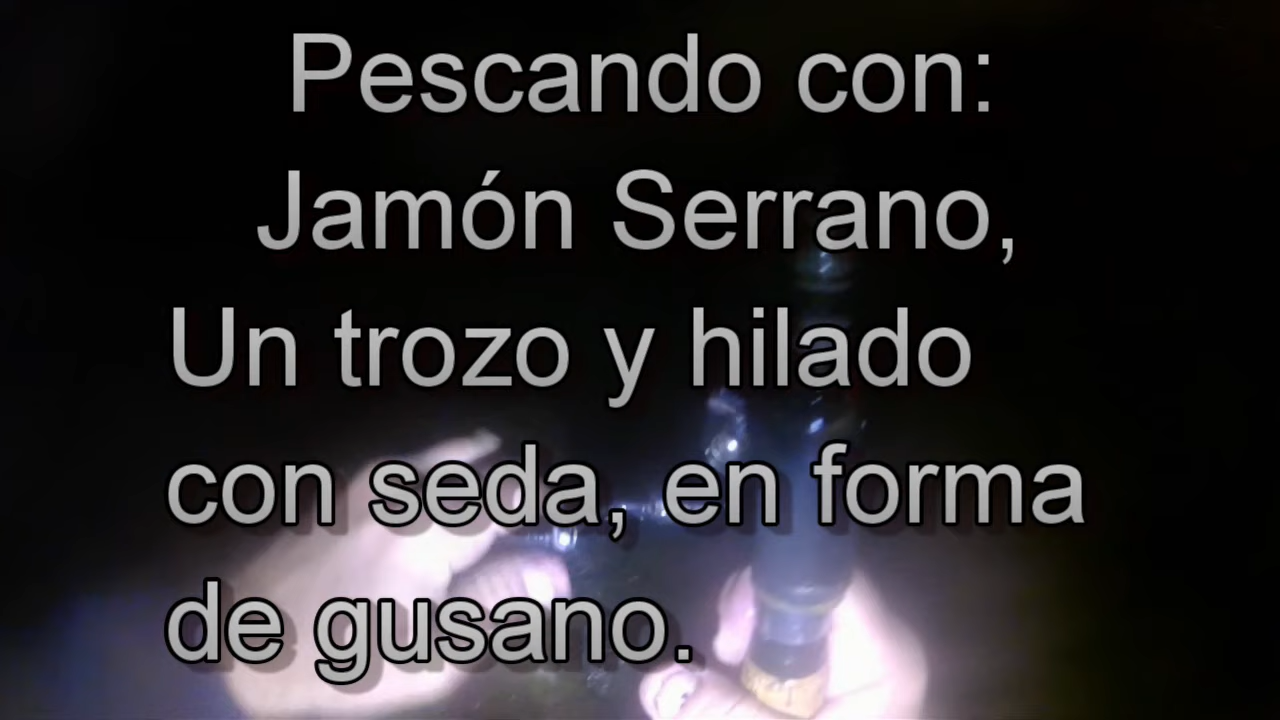 Pescando con:
Jamón Serrano,
Un trozo y hilado
con seda, en forma
de gusano.